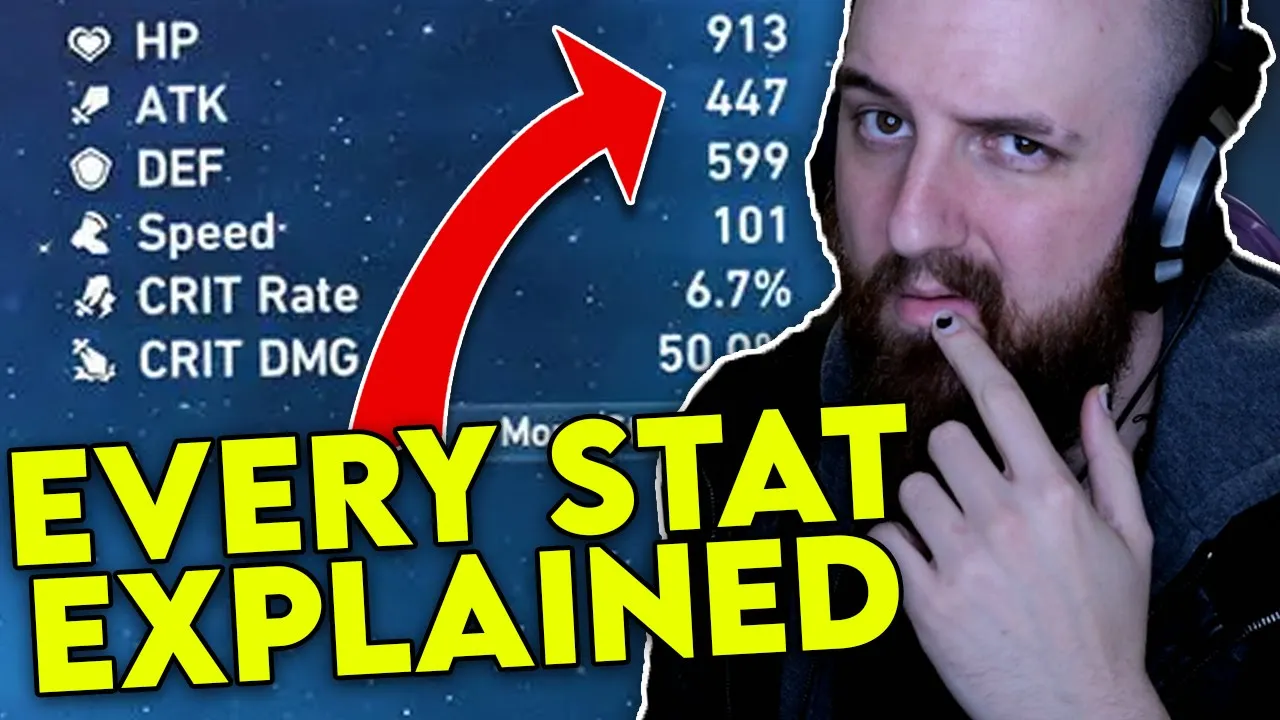 HP 913
ATK 447
DEF 599
Speed 101
CRIT Rate 6.7%
CRIT DMG
EVERY STAT
EXPLAINED